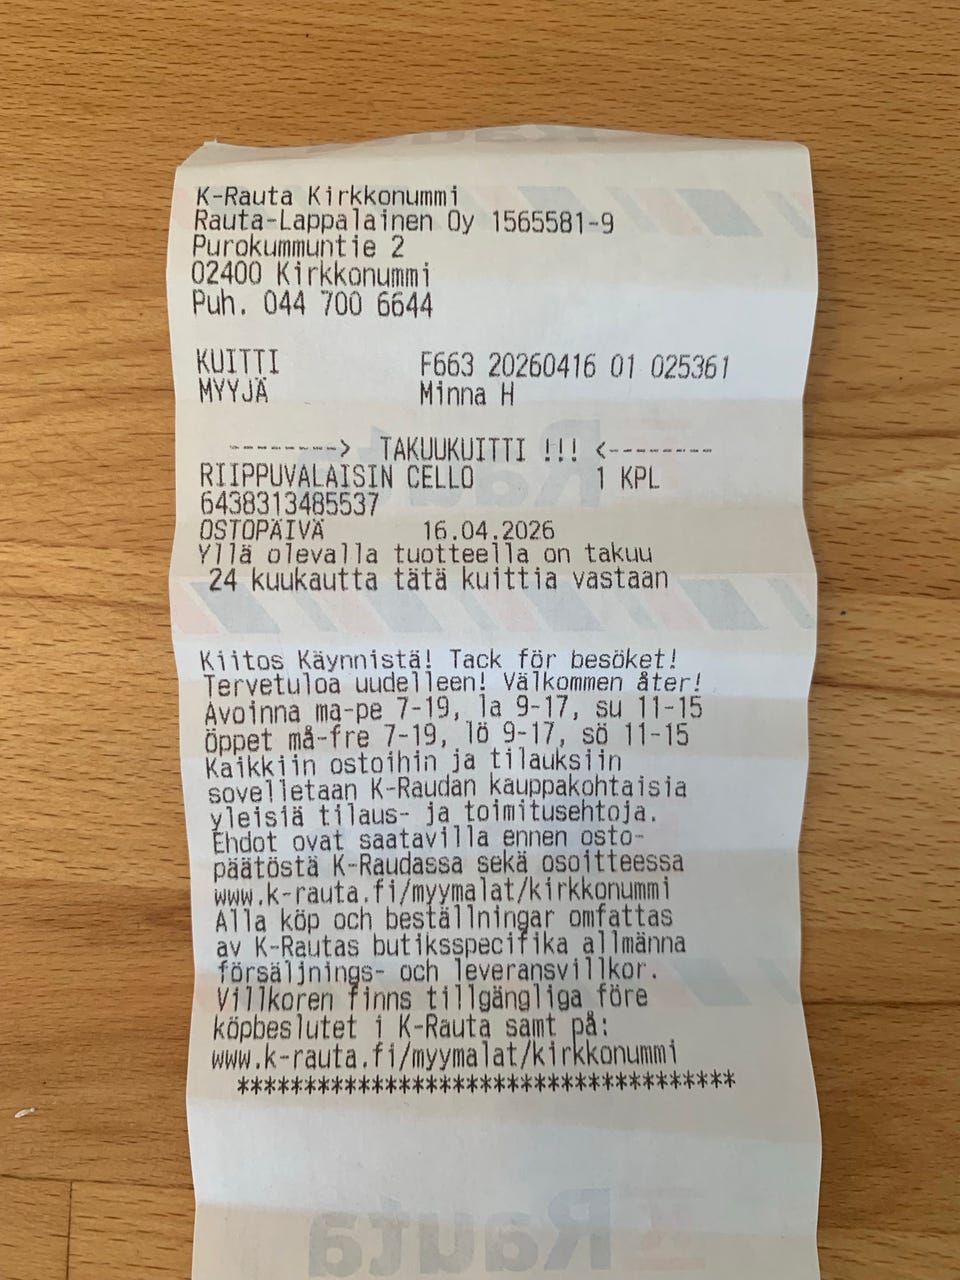 K-Rauta Kirkkonummi
Rauta-Lappalainen Oy 1565581-9
Purokummuntie 2
02400 Kirkkonummi
Puh. 044 700 6644
KUITTI F663 20260416 01 025361
MYYJÄ Minna H
--------> TAKUUKUITTI !!! <--------
RIIPPUVALAISIN CELLO 1 KPL
6438313485537
OSTOPÄIVÄ 16.04.2026
Yllä olevalla tuotteella on takuu
24 kuukautta tätä kuittia vastaan
Kiitos Käynnistä! Tack för besöket!
Tervetuloa uudelleen! Välkommen åter!
Avoinna ma-pe 7-19, la 9-17, su 11-15
Öppet må-fre 7-19, lö 9-17, sö 11-15
Kaikkiin ostoihin ja tilauksiin
sovelletaan K-Raudan kauppakohtaisia
yleisiä tilaus- ja toimitusehtoja.
Ehdot ovat saatavilla ennen osto-
päätöstä K-Raudassa sekä osoitteessa
www.k-rauta.fi/myymalat/kirkkonummi
Alla köp och beställningar omfattas
av K-Rautas butiksspecifika allmänna
försäljnings- och leveransvillkor.
Villkoren finns tillgängliga före
köpbeslutet i K-Rauta samt på:
www.k-rauta.fi/myymalat/kirkkonummi
*************************************
Rauta